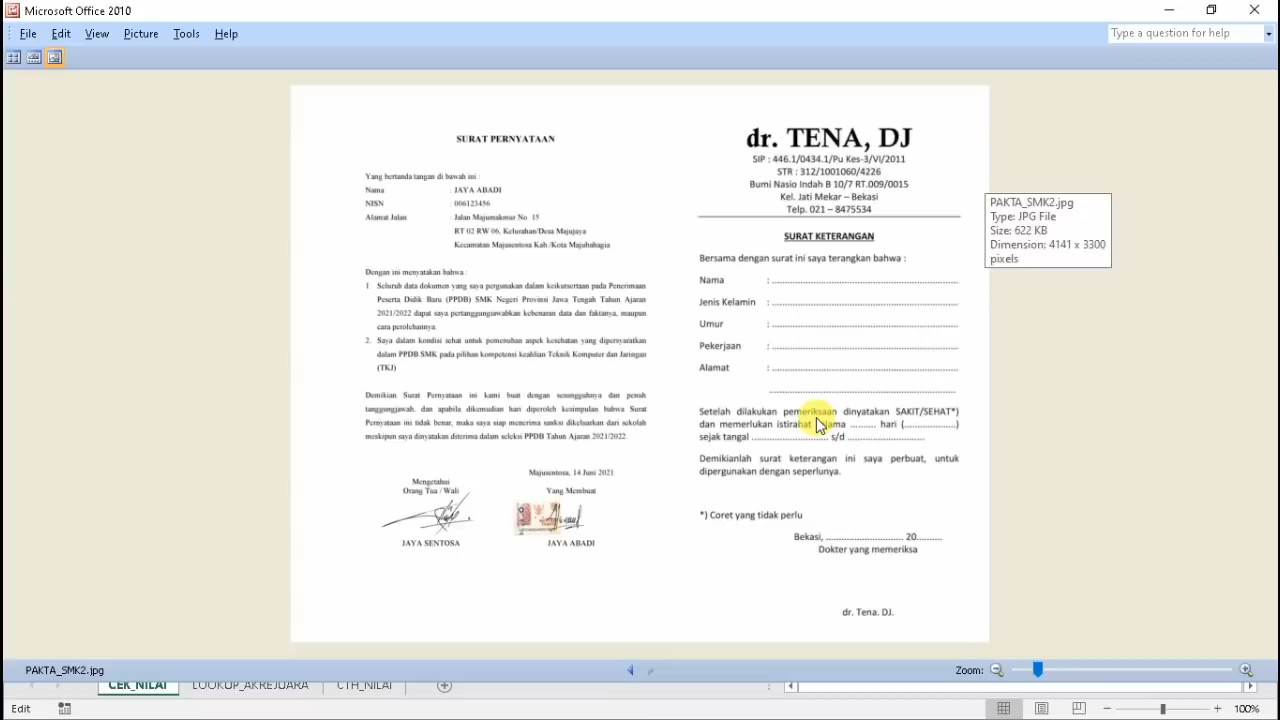 Microsoft Office 2010
File Edit View Picture Tools Help
Type a question for help
SURAT PERNYATAAN
Yang bertanda tangan di bawah ini :
Nama : JAYA ABADI
NISN : 006123456
Alamat Jalan : Jalan Majumakmur No 15
RT 02 RW 06, Kelurahan/Desa Majujaya
Kecamatan Majusentosa Kab./Kota Majubahagia
Dengan ini menyatakan bahwa :
1 Seluruh data dokumen yang saya pergunakan dalam keikutsertaan pada Penerimaan
Peserta Didik Baru (PPDB) SMK Negeri Provinsi Jawa Tengah Tahun Ajaran
2021/2022 dapat saya pertanggungjawabkan kebenaran data dan faktanya, maupun
cara perolehannya.
2. Saya dalam kondisi sehat untuk pemenuhan aspek kesehatan yang dipersyaratkan
dalam PPDB SMK pada pilihan kompetensi keahlian Teknik Komputer dan Jaringan
(TKJ)
Demikian Surat Pernyataan ini kami buat dengan sesungguhnya dan penuh
tanggungjawab, dan apabila dikemudian hari diperoleh kesimpulan bahwa Surat
Pernyataan ini tidak benar, maka saya siap menerima sanksi dikeluarkan dari sekolah
meskipun saya dinyatakan diterima dalam seleksi PPDB Tahun Ajaran 2021/2022.
Majusentosa, 14 Juni 2021
Mengetahui
Orang Tua / Wali
Yang Membuat
JAYA SENTOSA
JAYA ABADI
dr. TENA, DJ
SIP : 446.1/0434.1/Pu Kes-3/VI/2011
STR : 312/1001060/4226
Bumi Nasio Indah B 10/7 RT.009/0015
Kel. Jati Mekar – Bekasi
Telp. 021 – 8475534
SURAT KETERANGAN
Bersama dengan surat ini saya terangkan bahwa :
Nama : ..........
Jenis Kelamin : ..........
Umur : ..........
Pekerjaan : ..........
Alamat : ..........
..........
Setelah dilakukan pemeriksaan dinyatakan SAKIT/SEHAT*)
dan memerlukan istirahat hari (..........)
sejak tangal .......... s/d ..........
Demikianlah surat keterangan ini saya perbuat, untuk
dipergunakan dengan seperlunya.
*) Coret yang tidak perlu
Bekasi, .......... 20..........
Dokter yang memeriksa
dr. Tena. DJ.
PAKTA_SMK2.jpg
Type: JPG File
Size: 622 KB
Dimension: 4141 x 3300
pixels
PAKTA_SMK2.jpg
Zoom:
CEK_NILAI
Edit
100%